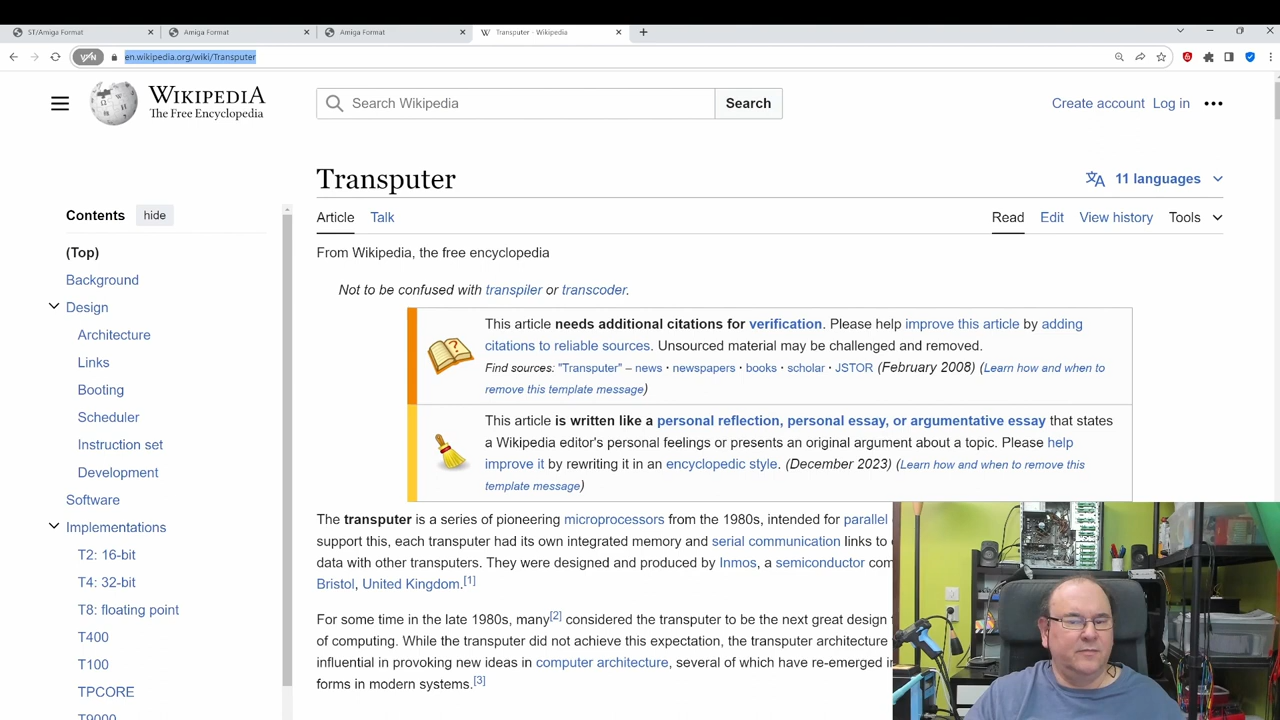 ST/Amiga Format
Amiga Format
Amiga Format
Transputer - Wikipedia
VPN
en.wikipedia.org/wiki/Transputer
WIKIPEDIA
The Free Encyclopedia
Search Wikipedia
Search
Create account Log in
Transputer
11 languages
Contents hide
Article Talk
Read Edit View history Tools
(Top)
From Wikipedia, the free encyclopedia
Background
Not to be confused with transpiler or transcoder.
Design
Architecture
Links
Booting
Scheduler
Instruction set
Development
Software
Implementations
T2: 16-bit
T4: 32-bit
T8: floating point
T400
T100
TPCORE
T9000
This article needs additional citations for verification. Please help improve this article by adding
citations to reliable sources. Unsourced material may be challenged and removed.
Find sources: "Transputer" – news · newspapers · books · scholar · JSTOR (February 2008) (Learn how and when to
remove this template message)
This article is written like a personal reflection, personal essay, or argumentative essay that states
a Wikipedia editor's personal feelings or presents an original argument about a topic. Please help
improve it by rewriting it in an encyclopedic style. (December 2023) (Learn how and when to remove this
template message)
The transputer is a series of pioneering microprocessors from the 1980s, intended for parallel
support this, each transputer had its own integrated memory and serial communication links to
data with other transputers. They were designed and produced by Inmos, a semiconductor com
Bristol, United Kingdom.[1]
For some time in the late 1980s, many[2] considered the transputer to be the next great design
of computing. While the transputer did not achieve this expectation, the transputer architecture
influential in provoking new ideas in computer architecture, several of which have re-emerged in
forms in modern systems.[3]